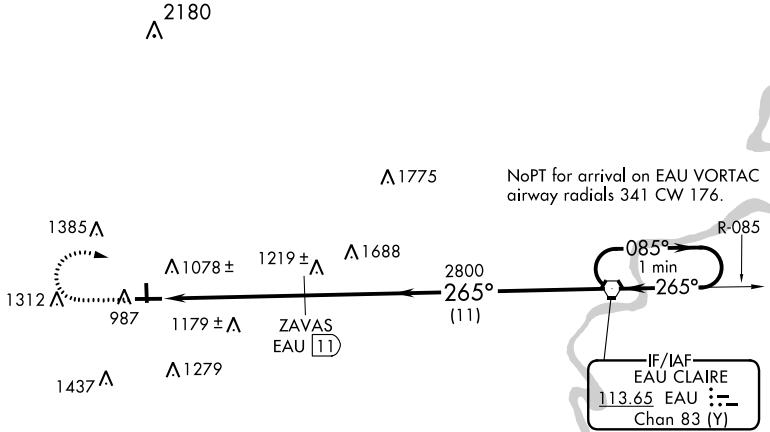 2180
1775
NoPT for arrival on EAU VORTAC
airway radials 341 CW 176.
R-085
1385
085°
1 min
265°
1078 ±
1219 ±
1688
2800
265°
(11)
1312
987
1179 ±
ZAVAS
EAU 11
1279
1437
IF/IAF
EAU CLAIRE
113.65 EAU
Chan 83 (Y)